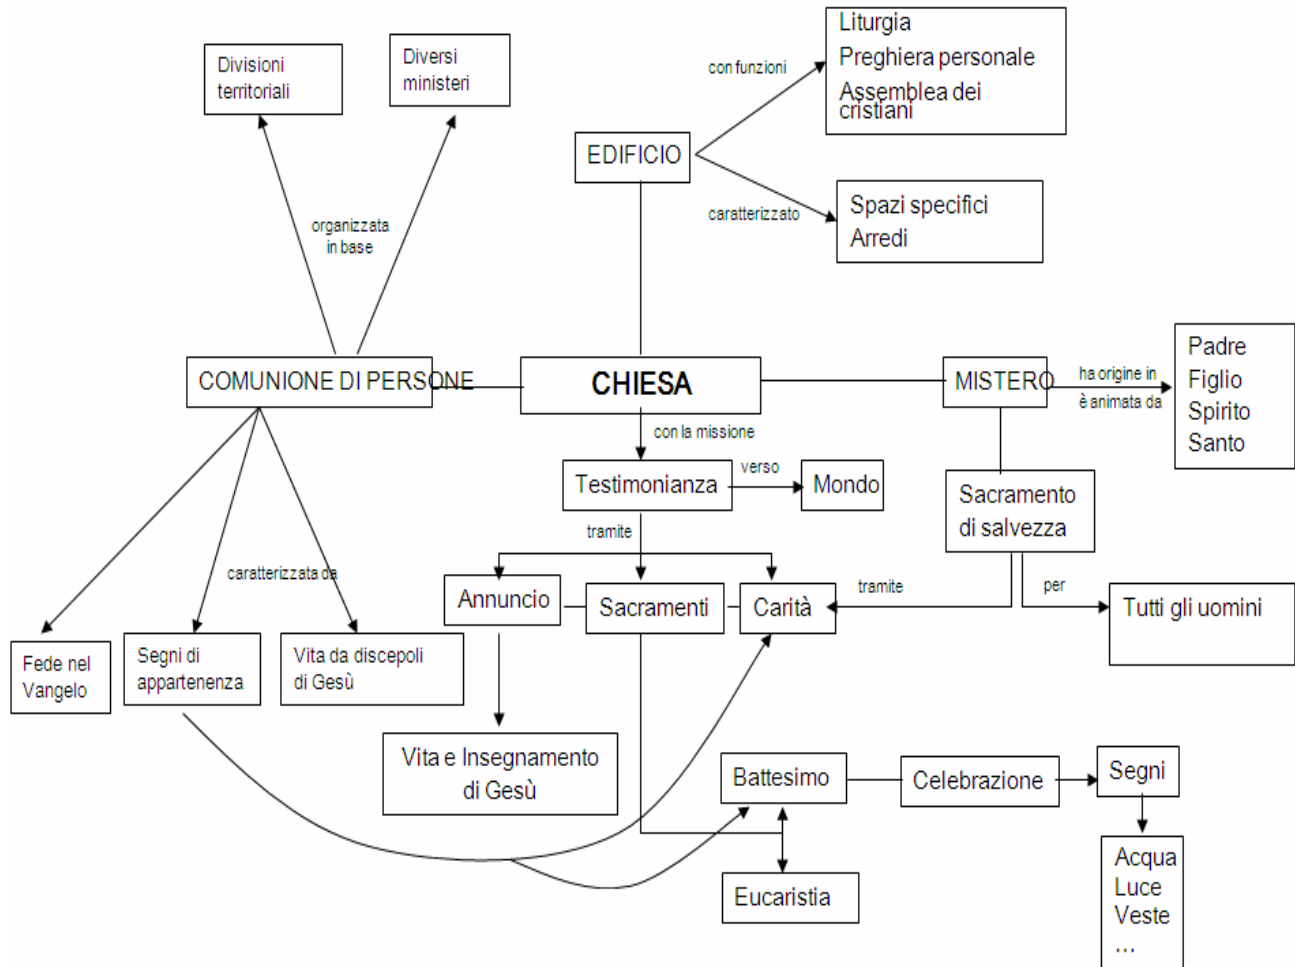 Liturgia
Preghiera personale
Assemblea dei
cristiani
Divisioni
territoriali
Diversi
ministeri
con funzioni
EDIFICIO
caratterizzato
Spazi specifici
Arredi
organizzata
in base
COMUNIONE DI PERSONE
CHIESA
MISTERO
ha origine in
è animata da
Padre
Figlio
Spirito
Santo
con la missione
Testimonianza
verso
Mondo
Sacramento
di salvezza
tramite
caratterizzata da
Annuncio
Sacramenti
Carità
tramite
per
Tutti gli uomini
Fede nel
Vangelo
Segni di
appartenenza
Vita da discepoli
di Gesù
Vita e Insegnamento
di Gesù
Battesimo
Celebrazione
Segni
Eucaristia
Acqua
Luce
Veste
...